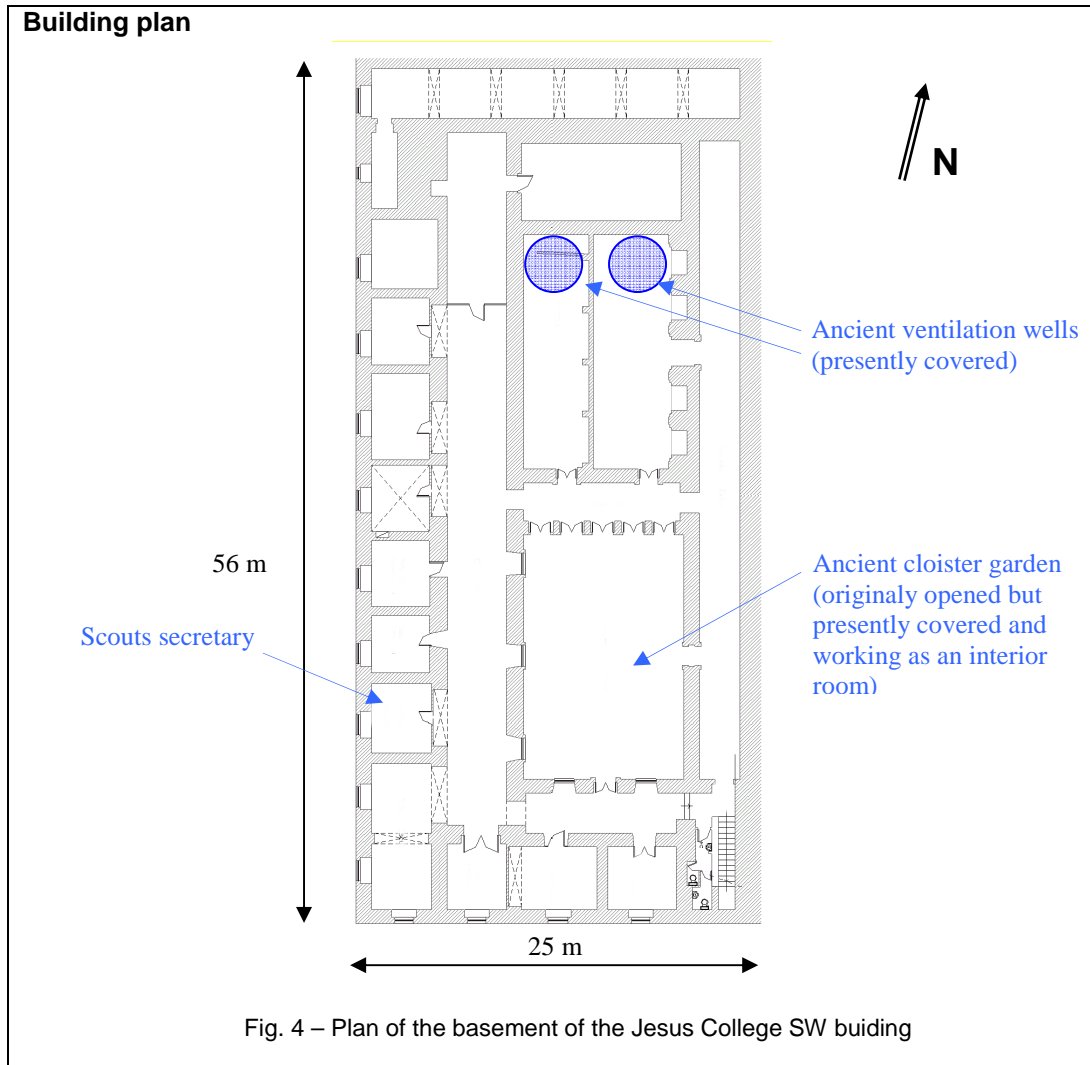 Building plan
N
Ancient ventilation wells
(presently covered)
56 m
Ancient cloister garden
(originaly opened but
presently covered and
working as an interior
room)
Scouts secretary
25 m
Fig. 4 – Plan of the basement of the Jesus College SW buiding